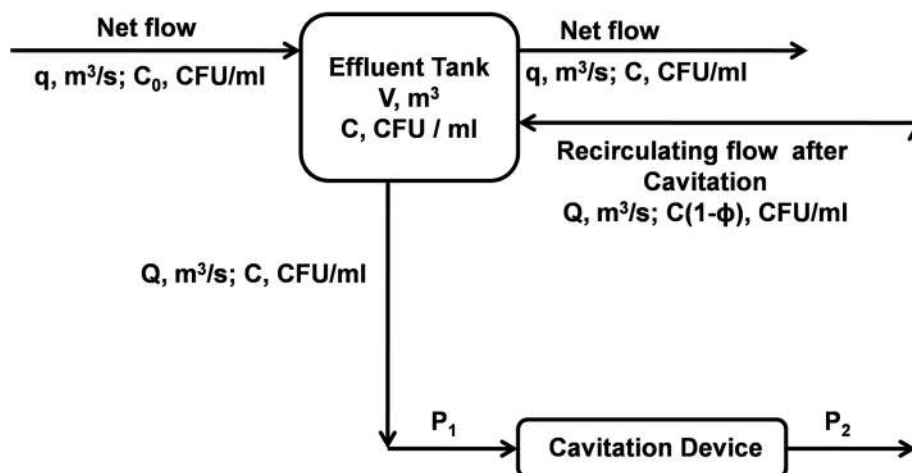 Net flow
q, m³/s; C₀, CFU/ml
Effluent Tank
V, m³
C, CFU / ml
Net flow
q, m³/s; C, CFU/ml
Recirculating flow after
Cavitation
Q, m³/s; C(1-ϕ), CFU/ml
Q, m³/s; C, CFU/ml
P₁
Cavitation Device
P₂